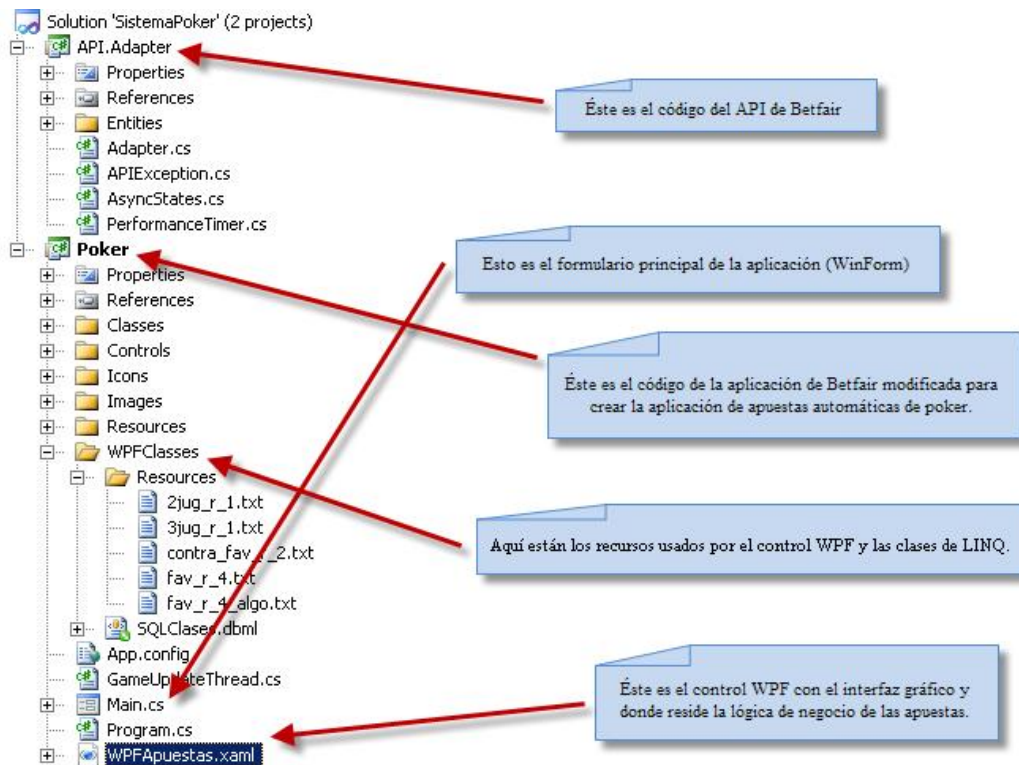 Solution 'SistemaPoker' (2 projects)
API.Adapter
Properties
References
Entities
Adapter.cs
APIException.cs
AsyncStates.cs
PerformanceTimer.cs
Poker
Properties
References
Classes
Controls
Icons
Images
Resources
WPFClasses
Resources
2jug_r_1.txt
3jug_r_1.txt
contra_fav_r_2.txt
fav_r_4.txt
fav_r_4_algo.txt
SQLClases.dbml
App.config
GameUpdateThread.cs
Main.cs
Program.cs
WPFApuestas.xaml
Éste es el código del API de Betfair
Esto es el formulario principal de la aplicación (WinForm)
Éste es el código de la aplicación de Betfair modificada para
crear la aplicación de apuestas automáticas de poker.
Aquí están los recursos usados por el control WPF y las clases de LINQ.
Éste es el control WPF con el interfaz gráfico y
donde reside la lógica de negocio de las apuestas.